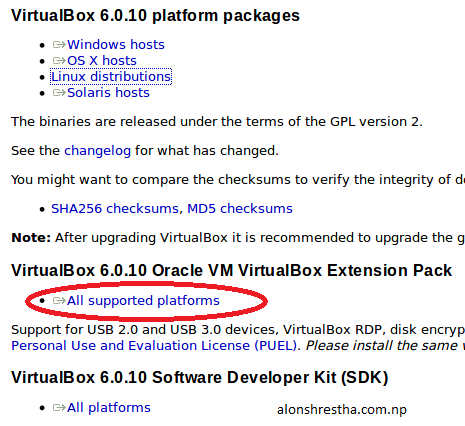 VirtualBox 6.0.10 platform packages
Windows hosts
OS X hosts
Linux distributions
Solaris hosts
The binaries are released under the terms of the GPL version 2.
See the changelog for what has changed.
You might want to compare the checksums to verify the integrity of
SHA256 checksums, MD5 checksums
Note: After upgrading VirtualBox it is recommended to upgrade the
VirtualBox 6.0.10 Oracle VM VirtualBox Extension Pack
All supported platforms
Support for USB 2.0 and USB 3.0 devices, VirtualBox RDP, disk encryp
Personal Use and Evaluation License (PUEL). Please install the same
VirtualBox 6.0.10 Software Developer Kit (SDK)
All platforms
alonshrestha.com.np